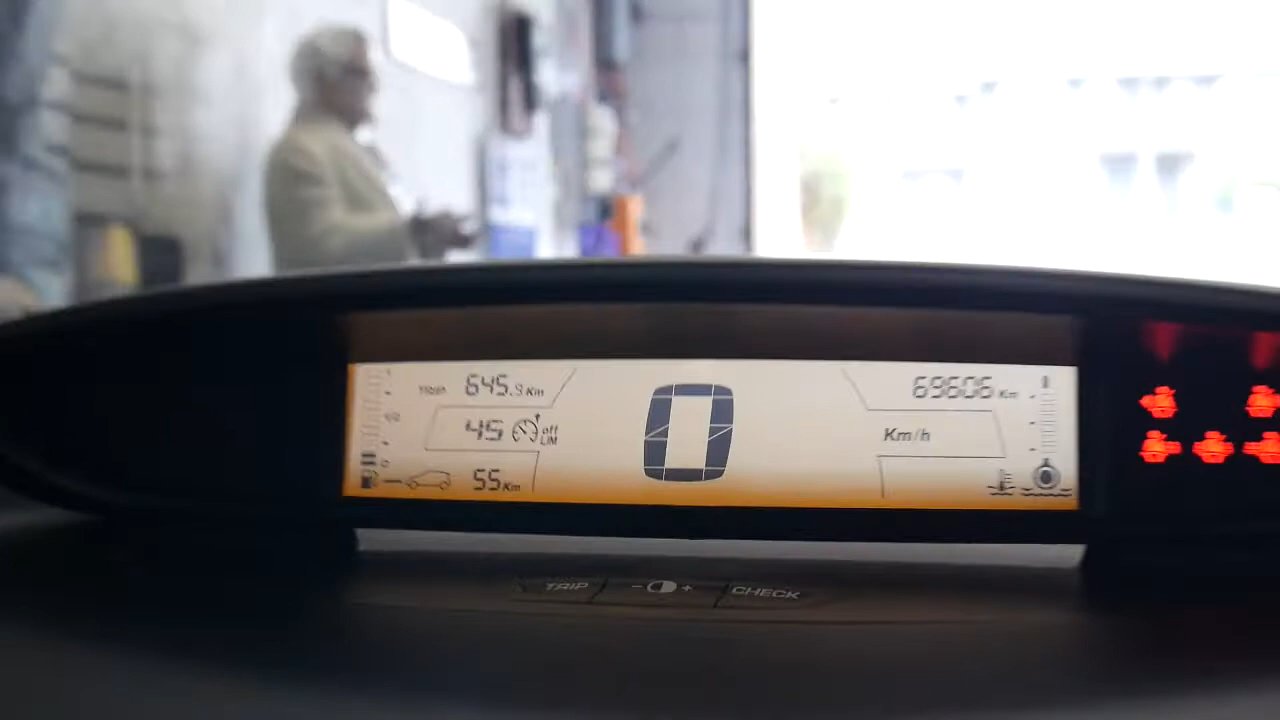 TRIP 645.9 Km
69606 Km
45 off LIM
0
Km/h
55 Km
TRIP - + CHECK